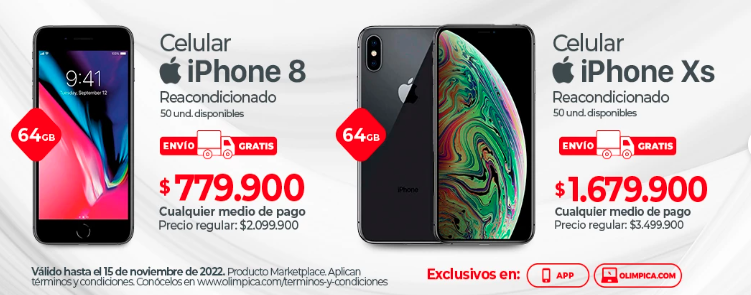 Celular
iPhone 8
Reacondicionado
50 und. disponibles
64GB
ENVÍO GRATIS
$779.900
Cualquier medio de pago
Precio regular: $2.099.900
9:41
Tuesday, September 12
Celular
iPhone Xs
Reacondicionado
50 und. disponibles
64GB
iPhone
ENVÍO GRATIS
$1.679.900
Cualquier medio de pago
Precio regular: $3.499.900
Válido hasta el 15 de noviembre de 2022. Producto Marketplace. Aplican
términos y condiciones. Conócelos en www.olimpica.com/terminos-y-condiciones
Exclusivos en: APP OLIMPICA.COM